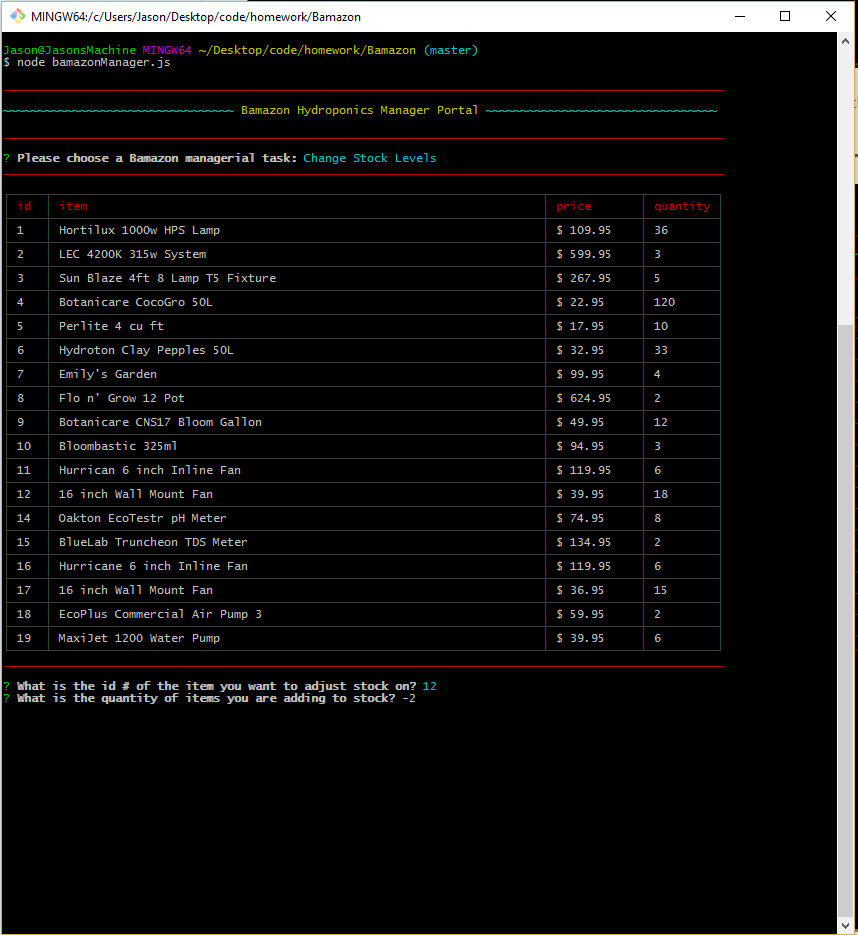 MINGW64:/c/Users/Jason/Desktop/code/homework/Bamazon
Jason@JasonsMachine MINGW64 ~/Desktop/code/homework/Bamazon (master)
$ node bamazonManager.js
~~~~~~~~~~~~~~~~~~~~~~~~~~~~~~~~~ Bamazon Hydroponics Manager Portal ~~~~~~~~~~~~~~~~~~~~~~~~~~~~~~~~~
? Please choose a Bamazon managerial task: Change Stock Levels
id item price quantity
1 Hortilux 1000w HPS Lamp $ 109.95 36
2 LEC 4200K 315w System $ 599.95 3
3 Sun Blaze 4ft 8 Lamp T5 Fixture $ 267.95 5
4 Botanicare CocoGro 50L $ 22.95 120
5 Perlite 4 cu ft $ 17.95 10
6 Hydroton Clay Pepples 50L $ 32.95 33
7 Emily's Garden $ 99.95 4
8 Flo n' Grow 12 Pot $ 624.95 2
9 Botanicare CNS17 Bloom Gallon $ 49.95 12
10 Bloombastic 325ml $ 94.95 3
11 Hurrican 6 inch Inline Fan $ 119.95 6
12 16 inch Wall Mount Fan $ 39.95 18
14 Oakton EcoTestr pH Meter $ 74.95 8
15 BlueLab Truncheon TDS Meter $ 134.95 2
16 Hurricane 6 inch Inline Fan $ 119.95 6
17 16 inch Wall Mount Fan $ 36.95 15
18 EcoPlus Commercial Air Pump 3 $ 59.95 2
19 MaxiJet 1200 Water Pump $ 39.95 6
? What is the id # of the item you want to adjust stock on? 12
? What is the quantity of items you are adding to stock? -2